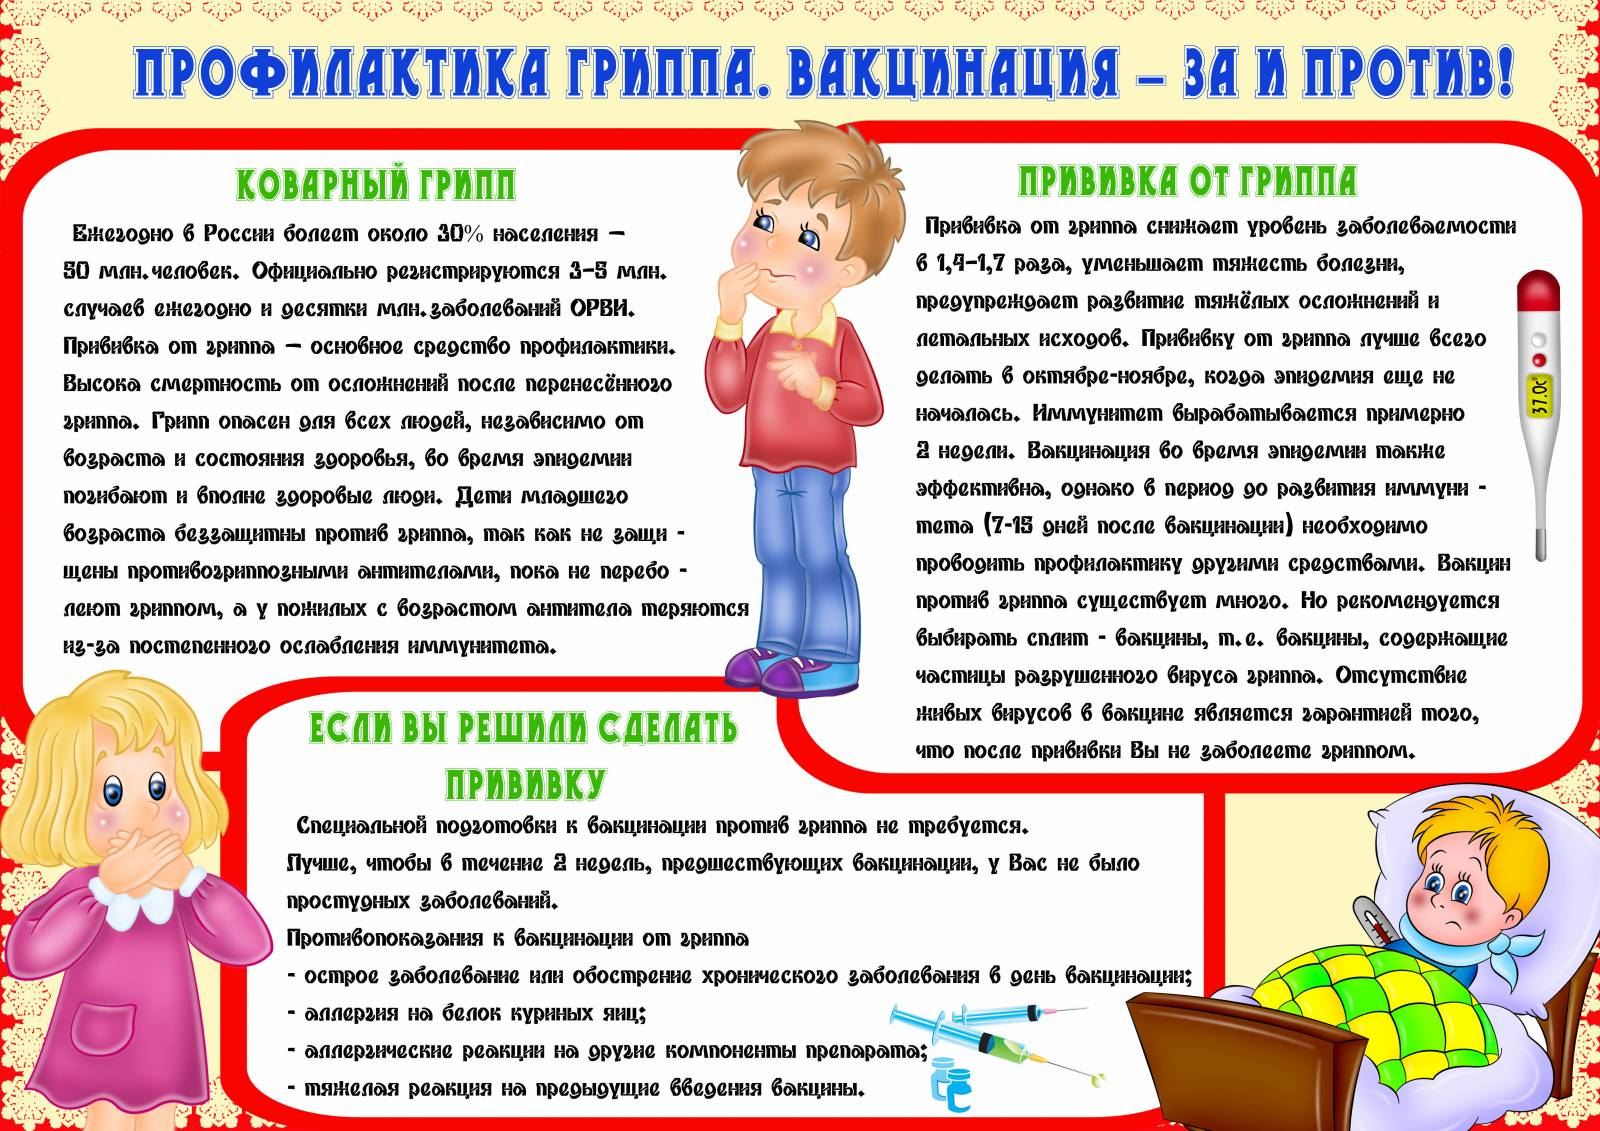 ПРОФИЛАКТИКА ГРИППА. ВАКЦИНАЦИЯ – ЗА И ПРОТИВ!
КОВАРНЫЙ ГРИПП
Ежегодно в России болеет около 30% населения –
50 млн.человек. Официально регистрируются 3-5 млн.
случаев ежегодно и десятки млн.заболеваний ОРВИ.
Прививка от гриппа – основное средство профилактики.
Высока смертность от осложнений после перенесённого
гриппа. Грипп опасен для всех людей, независимо от
возраста и состояния здоровья, во время эпидемии
погибают и вполне здоровые люди. Дети младшего
возраста беззащитны против гриппа, так как не защи -
щены противогриппозными антителами, пока не перебо -
леют гриппом, а у пожилых с возрастом антитела теряются
из-за постепенного ослабления иммунитета.
ПРИВИВКА ОТ ГРИППА
Прививка от гриппа снижает уровень заболеваемости
в 1,4-1,7 раза, уменьшает тяжесть болезни,
предупреждает развитие тяжёлых осложнений и
летальных исходов. Прививку от гриппа лучше всего
делать в октябре-ноябре, когда эпидемия еще не
началась. Иммунитет вырабатывается примерно
2 недели. Вакцинация во время эпидемии также
эффективна, однако в период до развития иммуни -
тета (7-15 дней после вакцинации) необходимо
проводить профилактику другими средствами. Вакцин
против гриппа существует много. Но рекомендуется
выбирать сплит - вакцины, т.е. вакцины, содержащие
частицы разрушенного вируса гриппа. Отсутствие
живых вирусов в вакцине является гарантией того,
что после прививки Вы не заболеете гриппом.
37.0c°
ЕСЛИ ВЫ РЕШИЛИ СДЕЛАТЬ
ПРИВИВКУ
Специальной подготовки к вакцинации против гриппа не требуется.
Лучше, чтобы в течение 2 недель, предшествующих вакцинации, у Вас не было
простудных заболеваний.
Противопоказания к вакцинации от гриппа
- острое заболевание или обострение хронического заболевания в день вакцинации;
- аллергия на белок куриных яиц;
- аллергические реакции на другие компоненты препарата;
- тяжелая реакция на предыдущие введения вакцины.